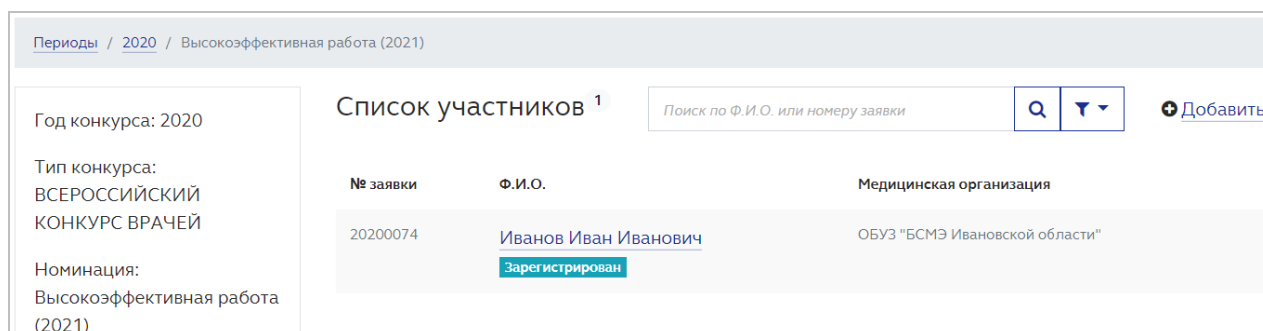 Периоды / 2020 / Высокоэффективная работа (2021)
Год конкурса: 2020
Тип конкурса:
ВСЕРОССИЙСКИЙ
КОНКУРС ВРАЧЕЙ
Номинация:
Высокоэффективная работа
(2021)
Список участников 1
Поиск по Ф.И.О. или номеру заявки
Добавить
№ заявки Ф.И.О. Медицинская организация
20200074 Иванов Иван Иванович ОБУЗ "БСМЭ Ивановской области"
Зарегистрирован